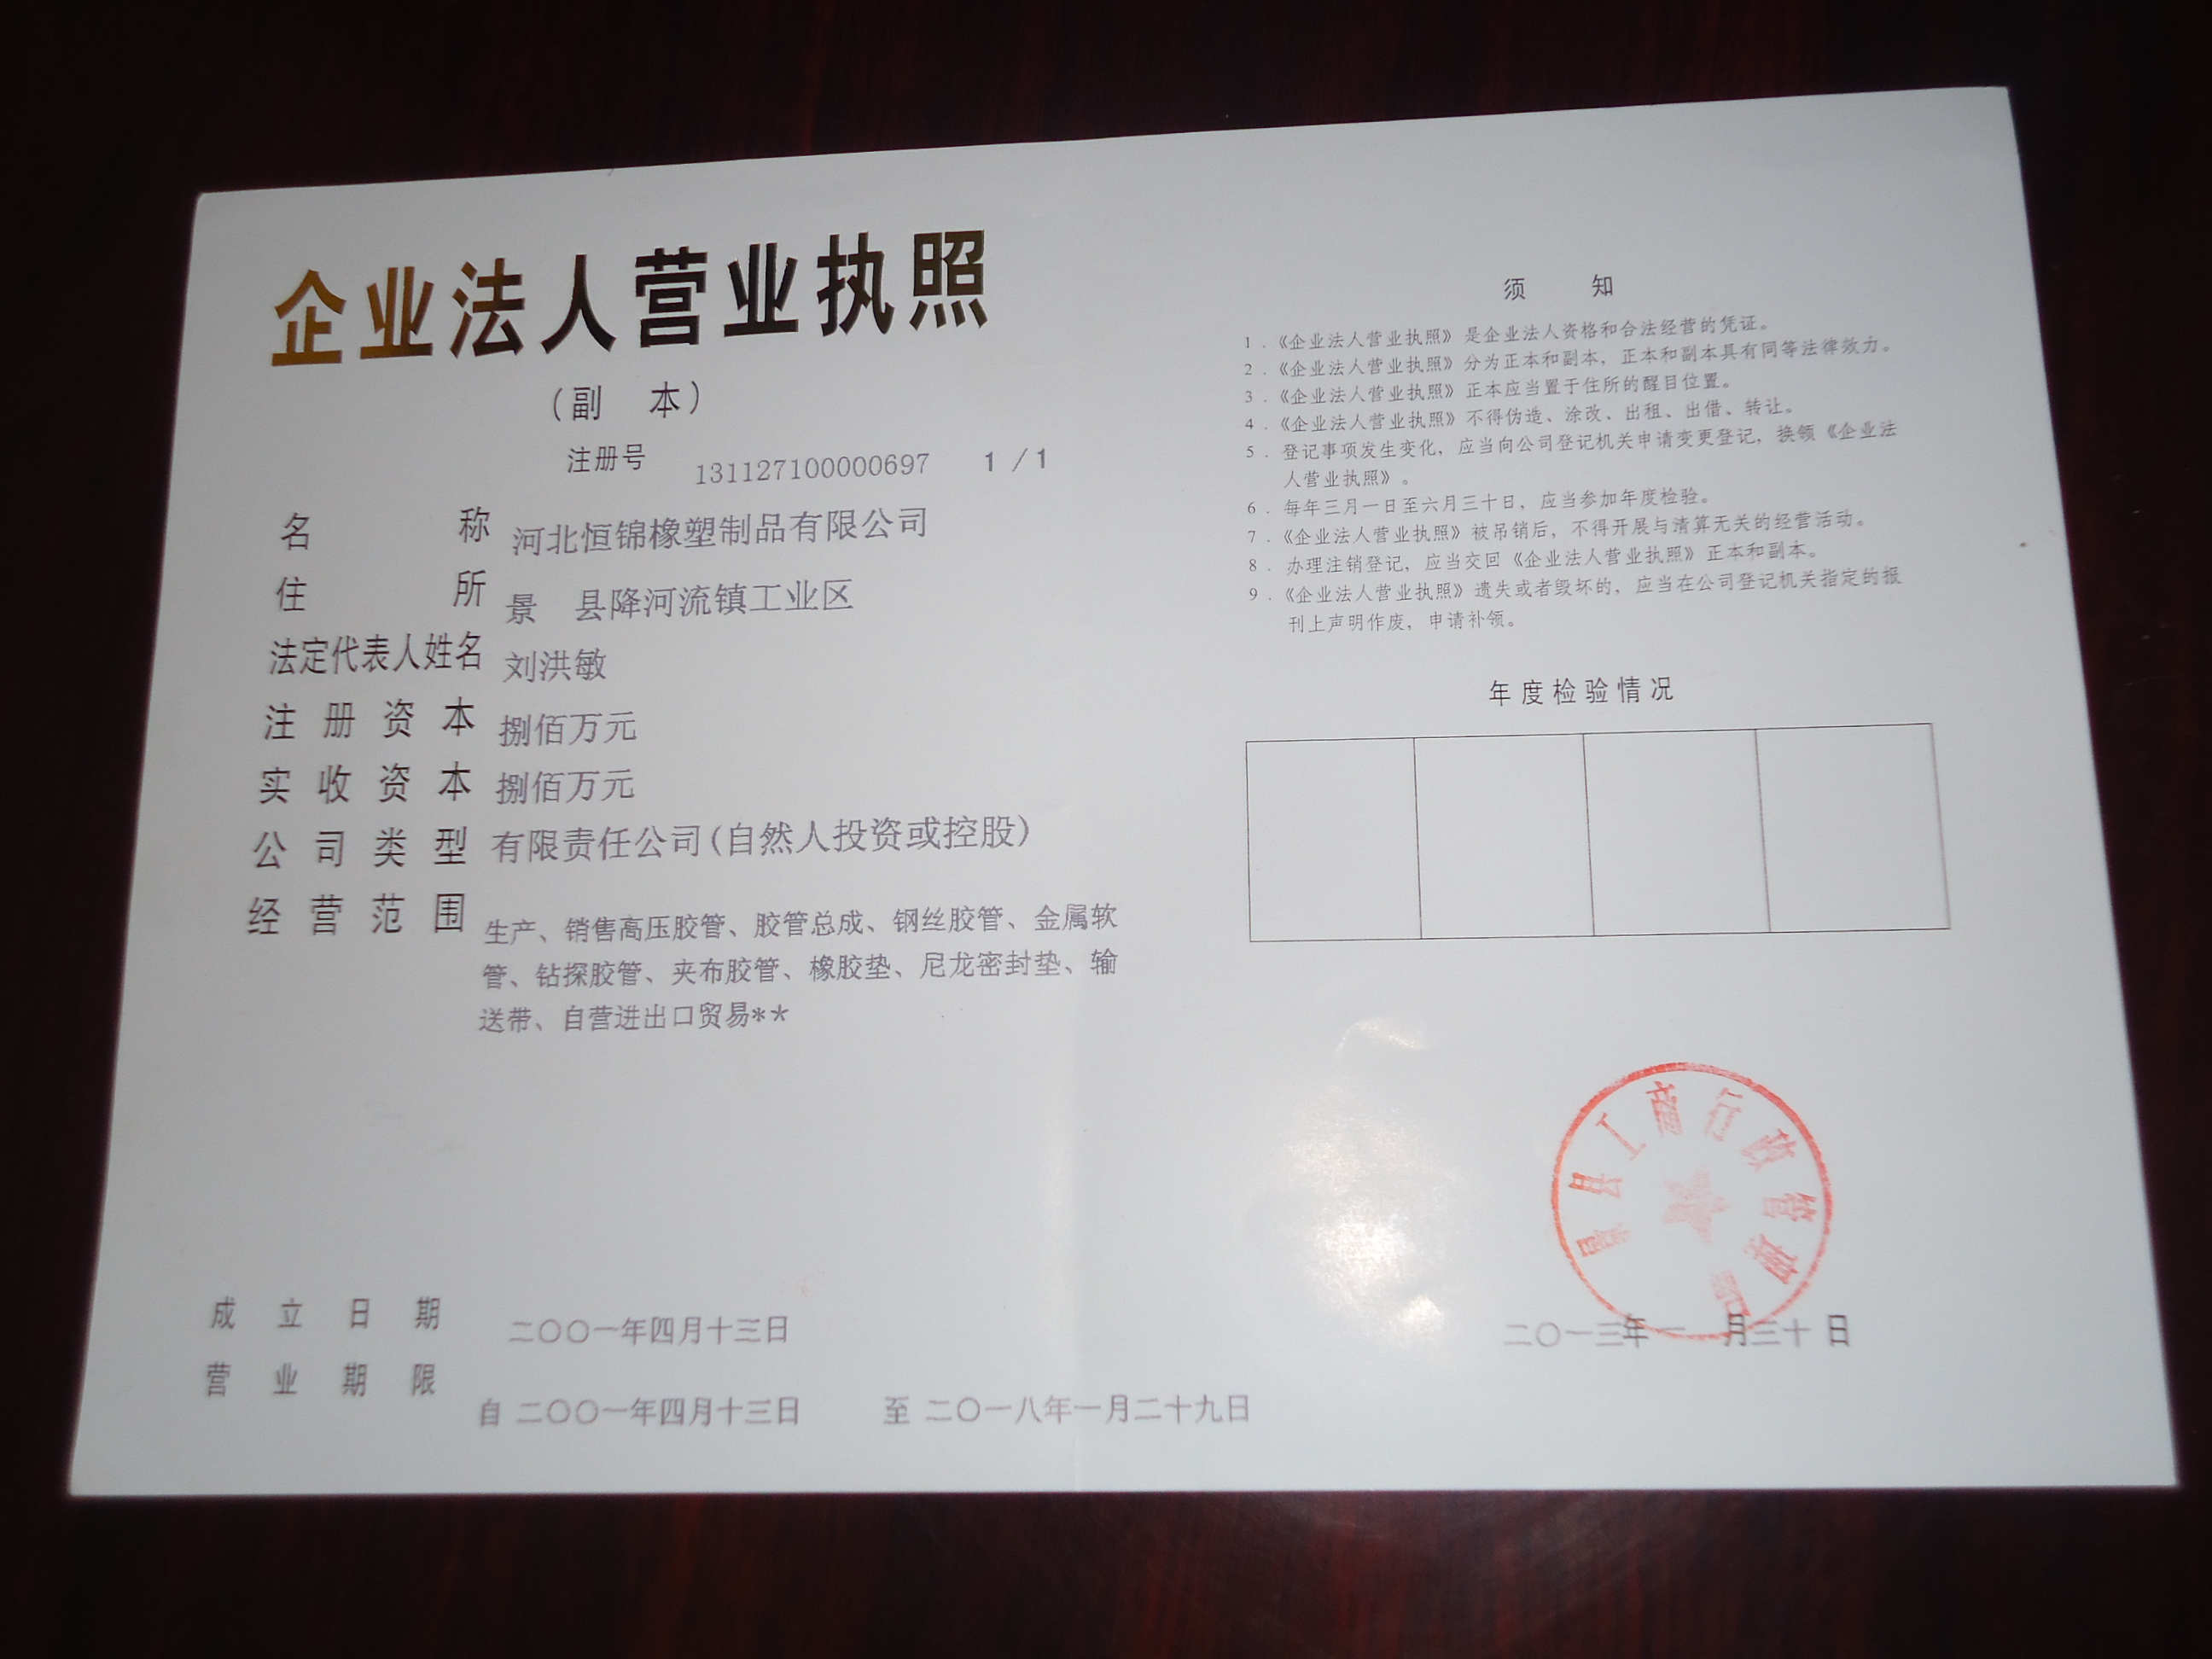 企业法人营业执照
（副 本）
注册号 131127100000697 1/1
名 称 河北恒锦橡塑制品有限公司
住 所 景 县降河流镇工业区
法定代表人姓名 刘洪敏
注册资本 捌佰万元
实收资本 捌佰万元
公司类型 有限责任公司(自然人投资或控股)
经营范围 生产、销售高压胶管、胶管总成、钢丝胶管、金属软
管、钻探胶管、夹布胶管、橡胶垫、尼龙密封垫、输
送带、自营进出口贸易**
成立日期 二〇〇一年四月十三日
营业期限 自 二〇〇一年四月十三日 至 二〇一八年一月二十九日
须 知
1．《企业法人营业执照》是企业法人资格和合法经营的凭证。
2．《企业法人营业执照》分为正本和副本，正本和副本具有同等法律效力。
3．《企业法人营业执照》正本应当置于住所的醒目位置。
4．《企业法人营业执照》不得伪造、涂改、出租、出借、转让。
5．登记事项发生变化，应当向公司登记机关申请变更登记，换领《企业法
人营业执照》。
6．每年三月一日至六月三十日，应当参加年度检验。
7．《企业法人营业执照》被吊销后，不得开展与清算无关的经营活动。
8．办理注销登记，应当交回《企业法人营业执照》正本和副本。
9．《企业法人营业执照》遗失或者毁坏的，应当在公司登记机关指定的报
刊上声明作废，申请补领。
年度检验情况
景县工商行政管理局
二〇一三年 一 月三十 日